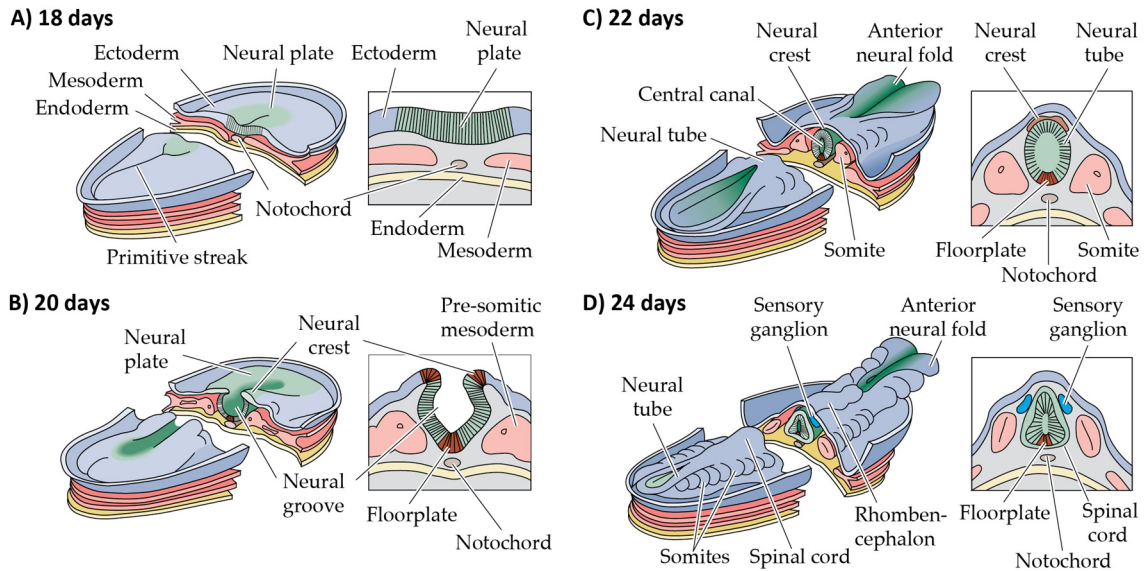 A) 18 days
Ectoderm
Mesoderm
Endoderm
Neural plate
Ectoderm
Neural
plate
Notochord
Endoderm
Mesoderm
Primitive streak
B) 20 days
Neural
plate
Neural
crest
Pre-somitic
mesoderm
Neural
groove
Floorplate
Notochord
C) 22 days
Neural
crest
Anterior
neural fold
Central canal
Neural tube
Somite
Neural
crest
Neural
tube
Floorplate
Somite
Notochord
D) 24 days
Sensory
ganglion
Anterior
neural fold
Sensory
ganglion
Neural
tube
Somites
Spinal cord
Rhomben-
cephalon
Floorplate
Spinal
cord
Notochord